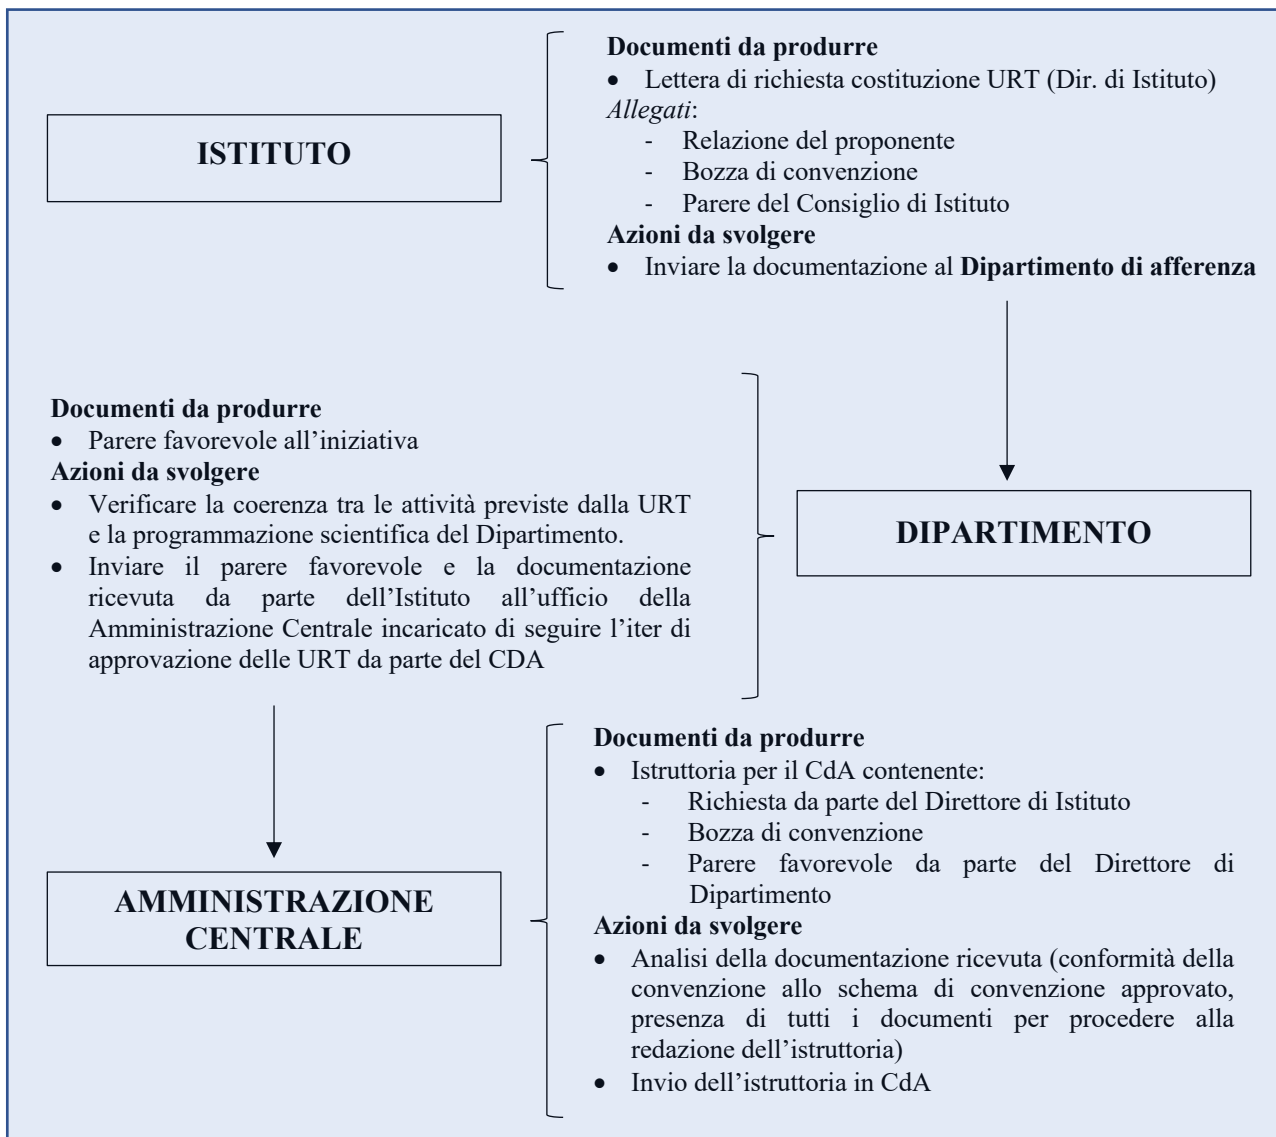 ISTITUTO
Documenti da produrre
• Lettera di richiesta costituzione URT (Dir. di Istituto)
Allegati:
- Relazione del proponente
- Bozza di convenzione
- Parere del Consiglio di Istituto
Azioni da svolgere
• Inviare la documentazione al Dipartimento di afferenza
Documenti da produrre
• Parere favorevole all’iniziativa
Azioni da svolgere
• Verificare la coerenza tra le attività previste dalla URT
e la programmazione scientifica del Dipartimento.
• Inviare il parere favorevole e la documentazione
ricevuta da parte dell’Istituto all’ufficio della
Amministrazione Centrale incaricato di seguire l’iter di
approvazione delle URT da parte del CDA
DIPARTIMENTO
AMMINISTRAZIONE
CENTRALE
Documenti da produrre
• Istruttoria per il CdA contenente:
- Richiesta da parte del Direttore di Istituto
- Bozza di convenzione
- Parere favorevole da parte del Direttore di
Dipartimento
Azioni da svolgere
• Analisi della documentazione ricevuta (conformità della
convenzione allo schema di convenzione approvato,
presenza di tutti i documenti per procedere alla
redazione dell’istruttoria)
• Invio dell’istruttoria in CdA